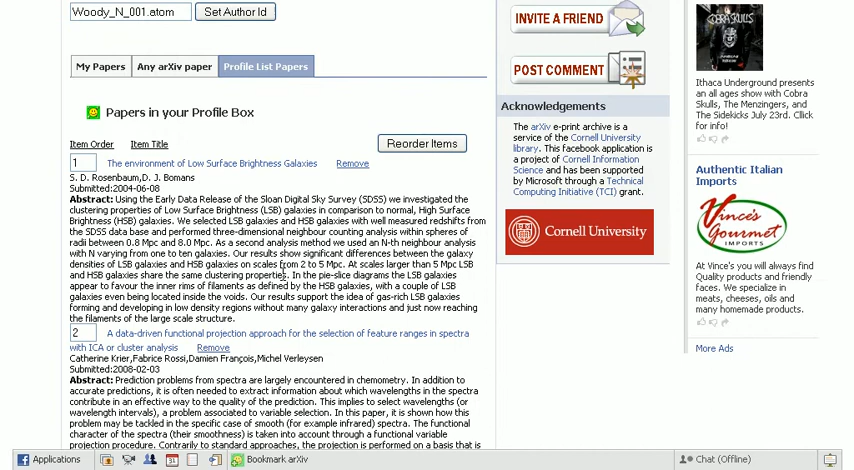 Woody_N_001.atom
Set Author Id
My Papers
Any arXiv paper
Profile List Papers
Papers in your Profile Box
Item Order
Item Title
Reorder Items
1
The environment of Low Surface Brightness Galaxies
Remove
S. D. Rosenbaum,D. J. Bomans
Submitted:2004-06-08
Abstract: Using the Early Data Release of the Sloan Digital Sky Survey (SDSS) we investigated the
clustering properties of Low Surface Brightness (LSB) galaxies in comparison to normal, High Surface
Brightness (HSB) galaxies. We selected LSB galaxies and HSB galaxies with well measured redshifts from
the SDSS data base and performed three-dimensional neighbour counting analysis within spheres of
radii between 0.8 Mpc and 8.0 Mpc. As a second analysis method we used an N-th neighbour analysis
with N varying from one to ten galaxies. Our results show significant differences between the galaxy
densities of LSB galaxies and HSB galaxies on scales from 2 to 5 Mpc. At scales larger than 5 Mpc LSB
and HSB galaxies share the same clustering properties. In the pie-slice diagrams the LSB galaxies
appear to favour the inner rims of filaments as defined by the HSB galaxies, with a couple of LSB
galaxies even being located inside the voids. Our results support the idea of gas-rich LSB galaxies
forming and developing in low density regions without many galaxy interactions and just now reaching
the filaments of the large scale structure.
2
A data-driven functional projection approach for the selection of feature ranges in spectra
with ICA or cluster analysis
Remove
Catherine Krier,Fabrice Rossi,Damien François,Michel Verleysen
Submitted:2008-02-03
Abstract: Prediction problems from spectra are largely encountered in chemometry. In addition to
accurate predictions, it is often needed to extract information about which wavelengths in the spectra
contribute in an effective way to the quality of the prediction. This implies to select wavelengths (or
wavelength intervals), a problem associated to variable selection. In this paper, it is shown how this
problem may be tackled in the specific case of smooth (for example infrared) spectra. The functional
character of the spectra (their smoothness) is taken into account through a functional variable
projection procedure. Contrarily to standard approaches, the projection is performed on a basis that is
INVITE A FRIEND
POST COMMENT
Acknowledgements
The arXiv e-print archive is a
service of the Cornell University
library. This facebook application is
a project of Cornell Information
Science and has been supported
by Microsoft through a Technical
Computing Initiative (TCI) grant.
Cornell University
COBRA SKULLS
Ithaca Underground presents
an all ages show with Cobra
Skulls, The Menzingers, and
The Sidekicks July 23rd. Click
for info!
Authentic Italian
Imports
Vince's
Gourmet
IMPORTS
At Vince's you will always find
Quality products and friendly
faces. We specialize in
meats, cheeses, oils and
many homemade products.
More Ads
Applications
31
Bookmark arXiv
Chat (Offline)